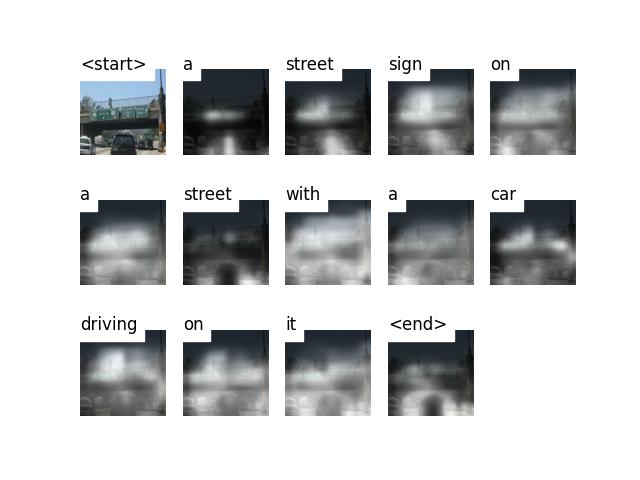 <start> a street sign on
a street with a car
driving on it <end>